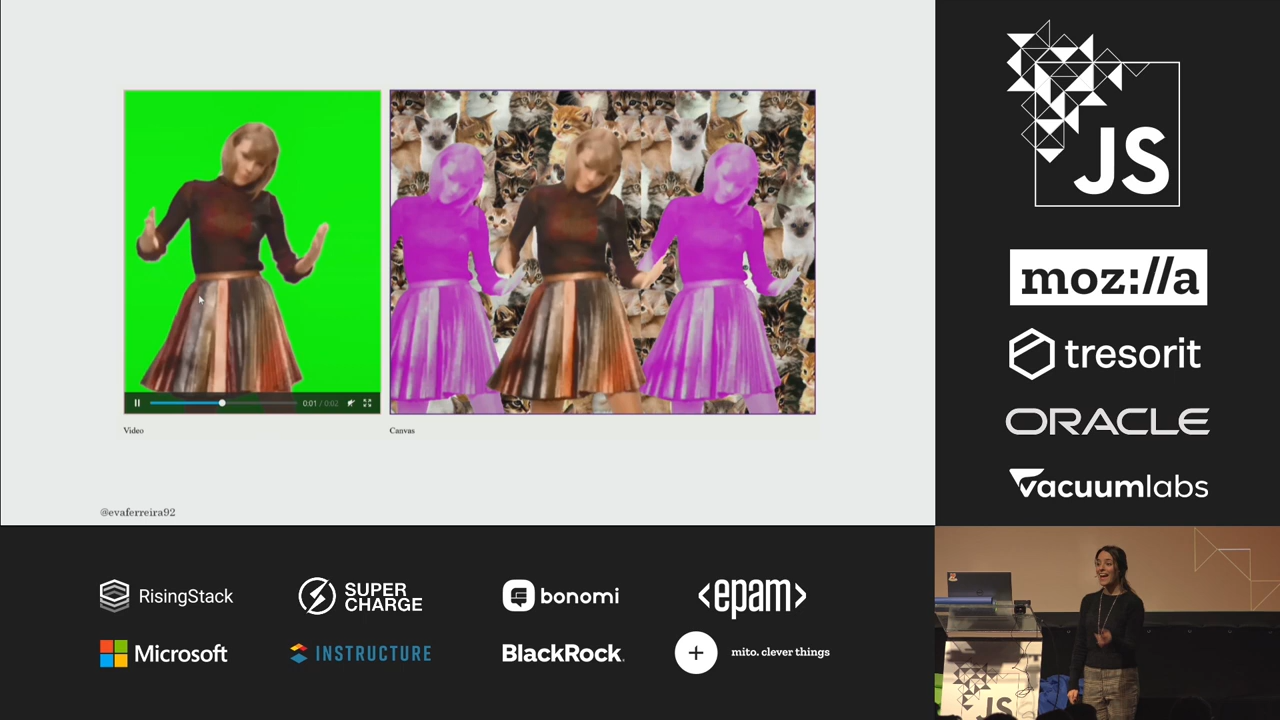 0:01 / 0:02
Video
Canvas
@evaferreira92
JS
moz://a
tresorit
ORACLE
vacuumlabs
RisingStack
SUPER
CHARGE
bonomi
<epam>
Microsoft
INSTRUCTURE
BlackRock.
mito. clever things
JS